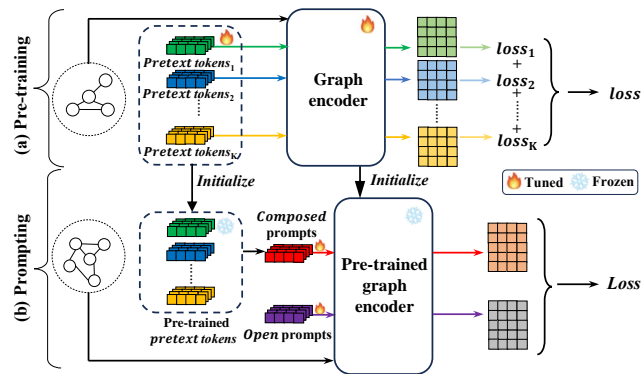 (a) Pre-training
Pretext tokens1
Pretext tokens2
Pretext tokensK
Graph
encoder
loss1
+
loss2
+
+
lossK
loss
Initialize
Initialize
Tuned
Frozen
(b) Prompting
Composed
prompts
Pre-trained
pretext tokens
Open prompts
Pre-trained
graph
encoder
Loss